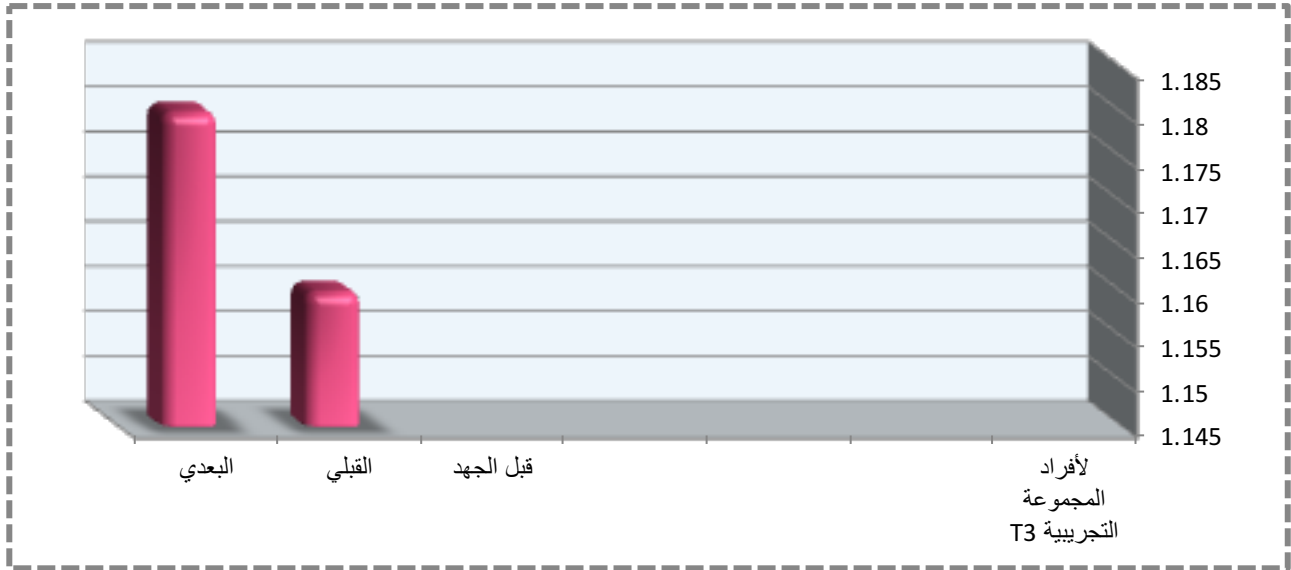 1.185
1.18
1.175
1.17
1.165
1.16
1.155
1.15
1.145
لأفراد
المجموعة
التجريبية T3
قبل الجهد
القبلي
البعدي